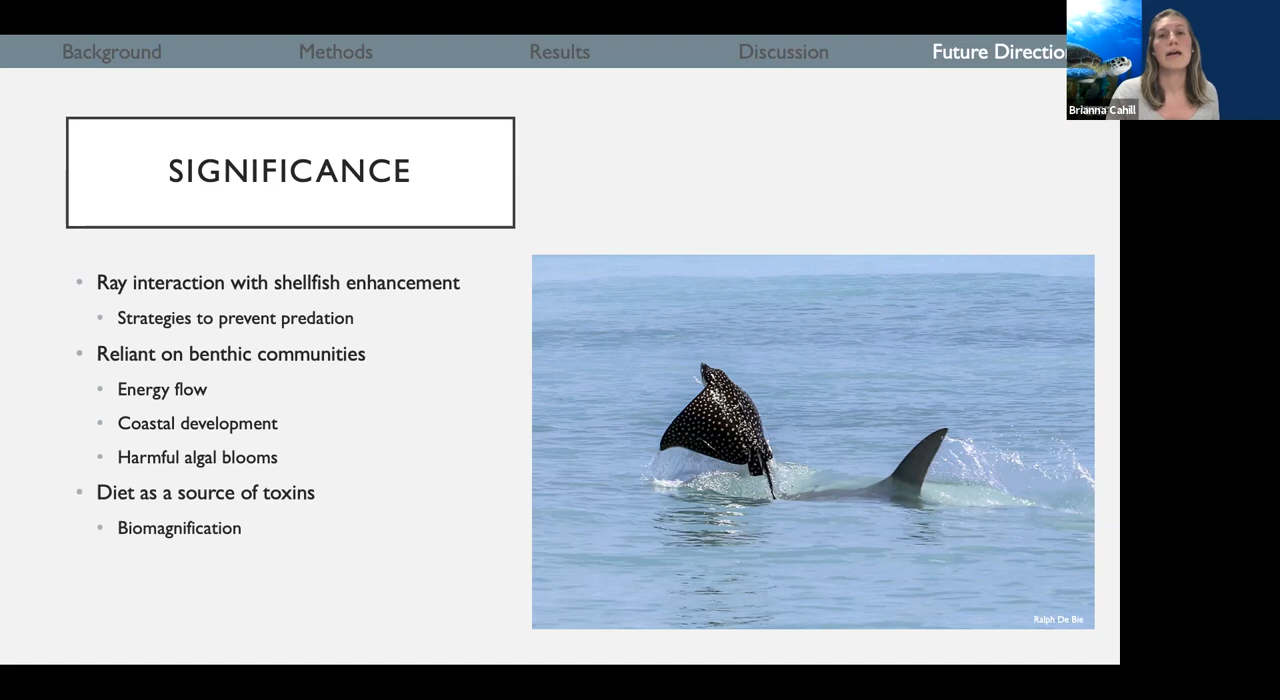 Background Methods Results Discussion Future Directio
Brianna Cahill
SIGNIFICANCE
Ray interaction with shellfish enhancement
Strategies to prevent predation
Reliant on benthic communities
Energy flow
Coastal development
Harmful algal blooms
Diet as a source of toxins
Biomagnification
Ralph De Bie